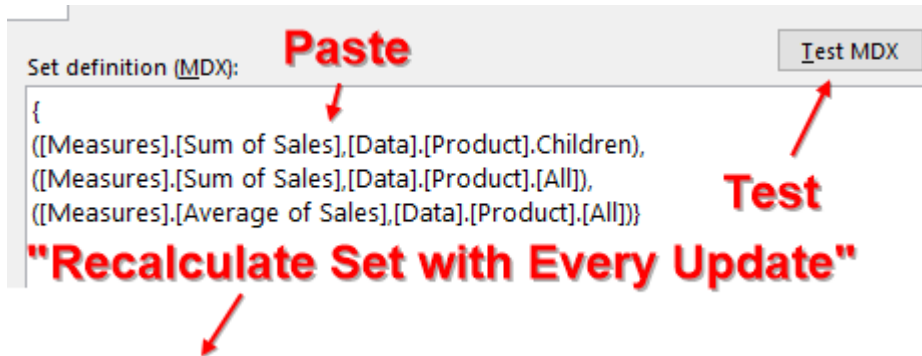 Paste
Test MDX
Set definition (MDX):
{
([Measures].[Sum of Sales],[Data].[Product].Children),
([Measures].[Sum of Sales],[Data].[Product].[All]),
([Measures].[Average of Sales],[Data].[Product].[All])}
Test
"Recalculate Set with Every Update"